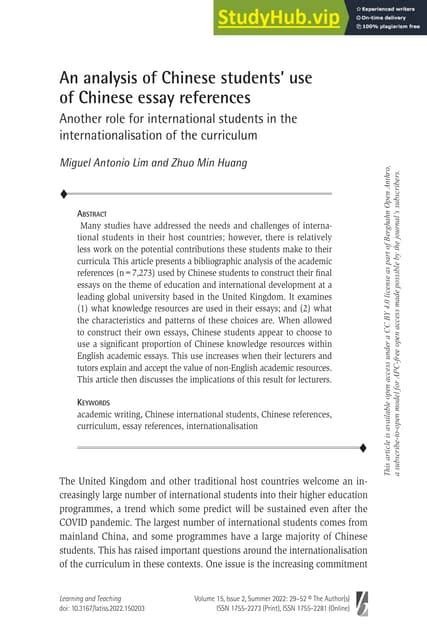 StudyHub.vip
Experienced writers
On-time delivery
100% plagiarism free
An analysis of Chinese students' use
of Chinese essay references
Another role for international students in the
internationalisation of the curriculum
Miguel Antonio Lim and Zhuo Min Huang
Abstract
Many studies have addressed the needs and challenges of interna-
tional students in their host countries; however, there is relatively
less work on the potential contributions these students make to their
curricula. This article presents a bibliographic analysis of the academic
references (n=7,273) used by Chinese students to construct their final
essays on the theme of education and international development at a
leading global university based in the United Kingdom. It examines
(1) what knowledge resources are used in their essays; and (2) what
the characteristics and patterns of these choices are. When allowed
to construct their own essays, Chinese students appear to choose to
use a significant proportion of Chinese knowledge resources within
English academic essays. This use increases when their lecturers and
tutors explain and accept the value of non-English academic resources.
This article then discusses the implications of this result for lecturers.
Keywords
academic writing, Chinese international students, Chinese references,
curriculum, essay references, internationalisation
The United Kingdom and other traditional host countries welcome an in-
creasingly large number of international students into their higher education
programmes, a trend which some predict will be sustained even after the
COVID pandemic. The largest number of international students comes from
mainland China, and some programmes have a large majority of Chinese
students. This has raised important questions around the internationalisation
of the curriculum in these contexts. One issue is the increasing commitment
This article is available open access under a CC BY 4.0 license as part of Berghahn Open Anthro,
a subscribe-to-open model for APC-free open access made possible by the journal's subscribers.
Learning and Teaching
doi: 10.3167/latiss.2022.150203
Volume 15, Issue 2, Summer 2022: 29–52 © The Author(s)
ISSN 1755-2273 (Print), ISSN 1755-2281 (Online)